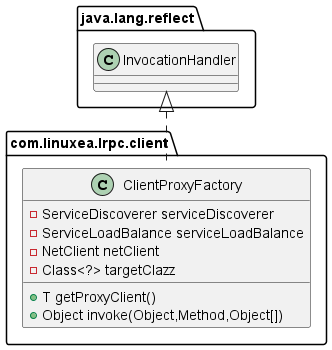 java.lang.reflect
C InvocationHandler
com.linuxea.lrpc.client
C ClientProxyFactory
ServiceDiscoverer serviceDiscoverer
ServiceLoadBalance serviceLoadBalance
NetClient netClient
Class<?> targetClazz
T getProxyClient()
Object invoke(Object,Method,Object[])